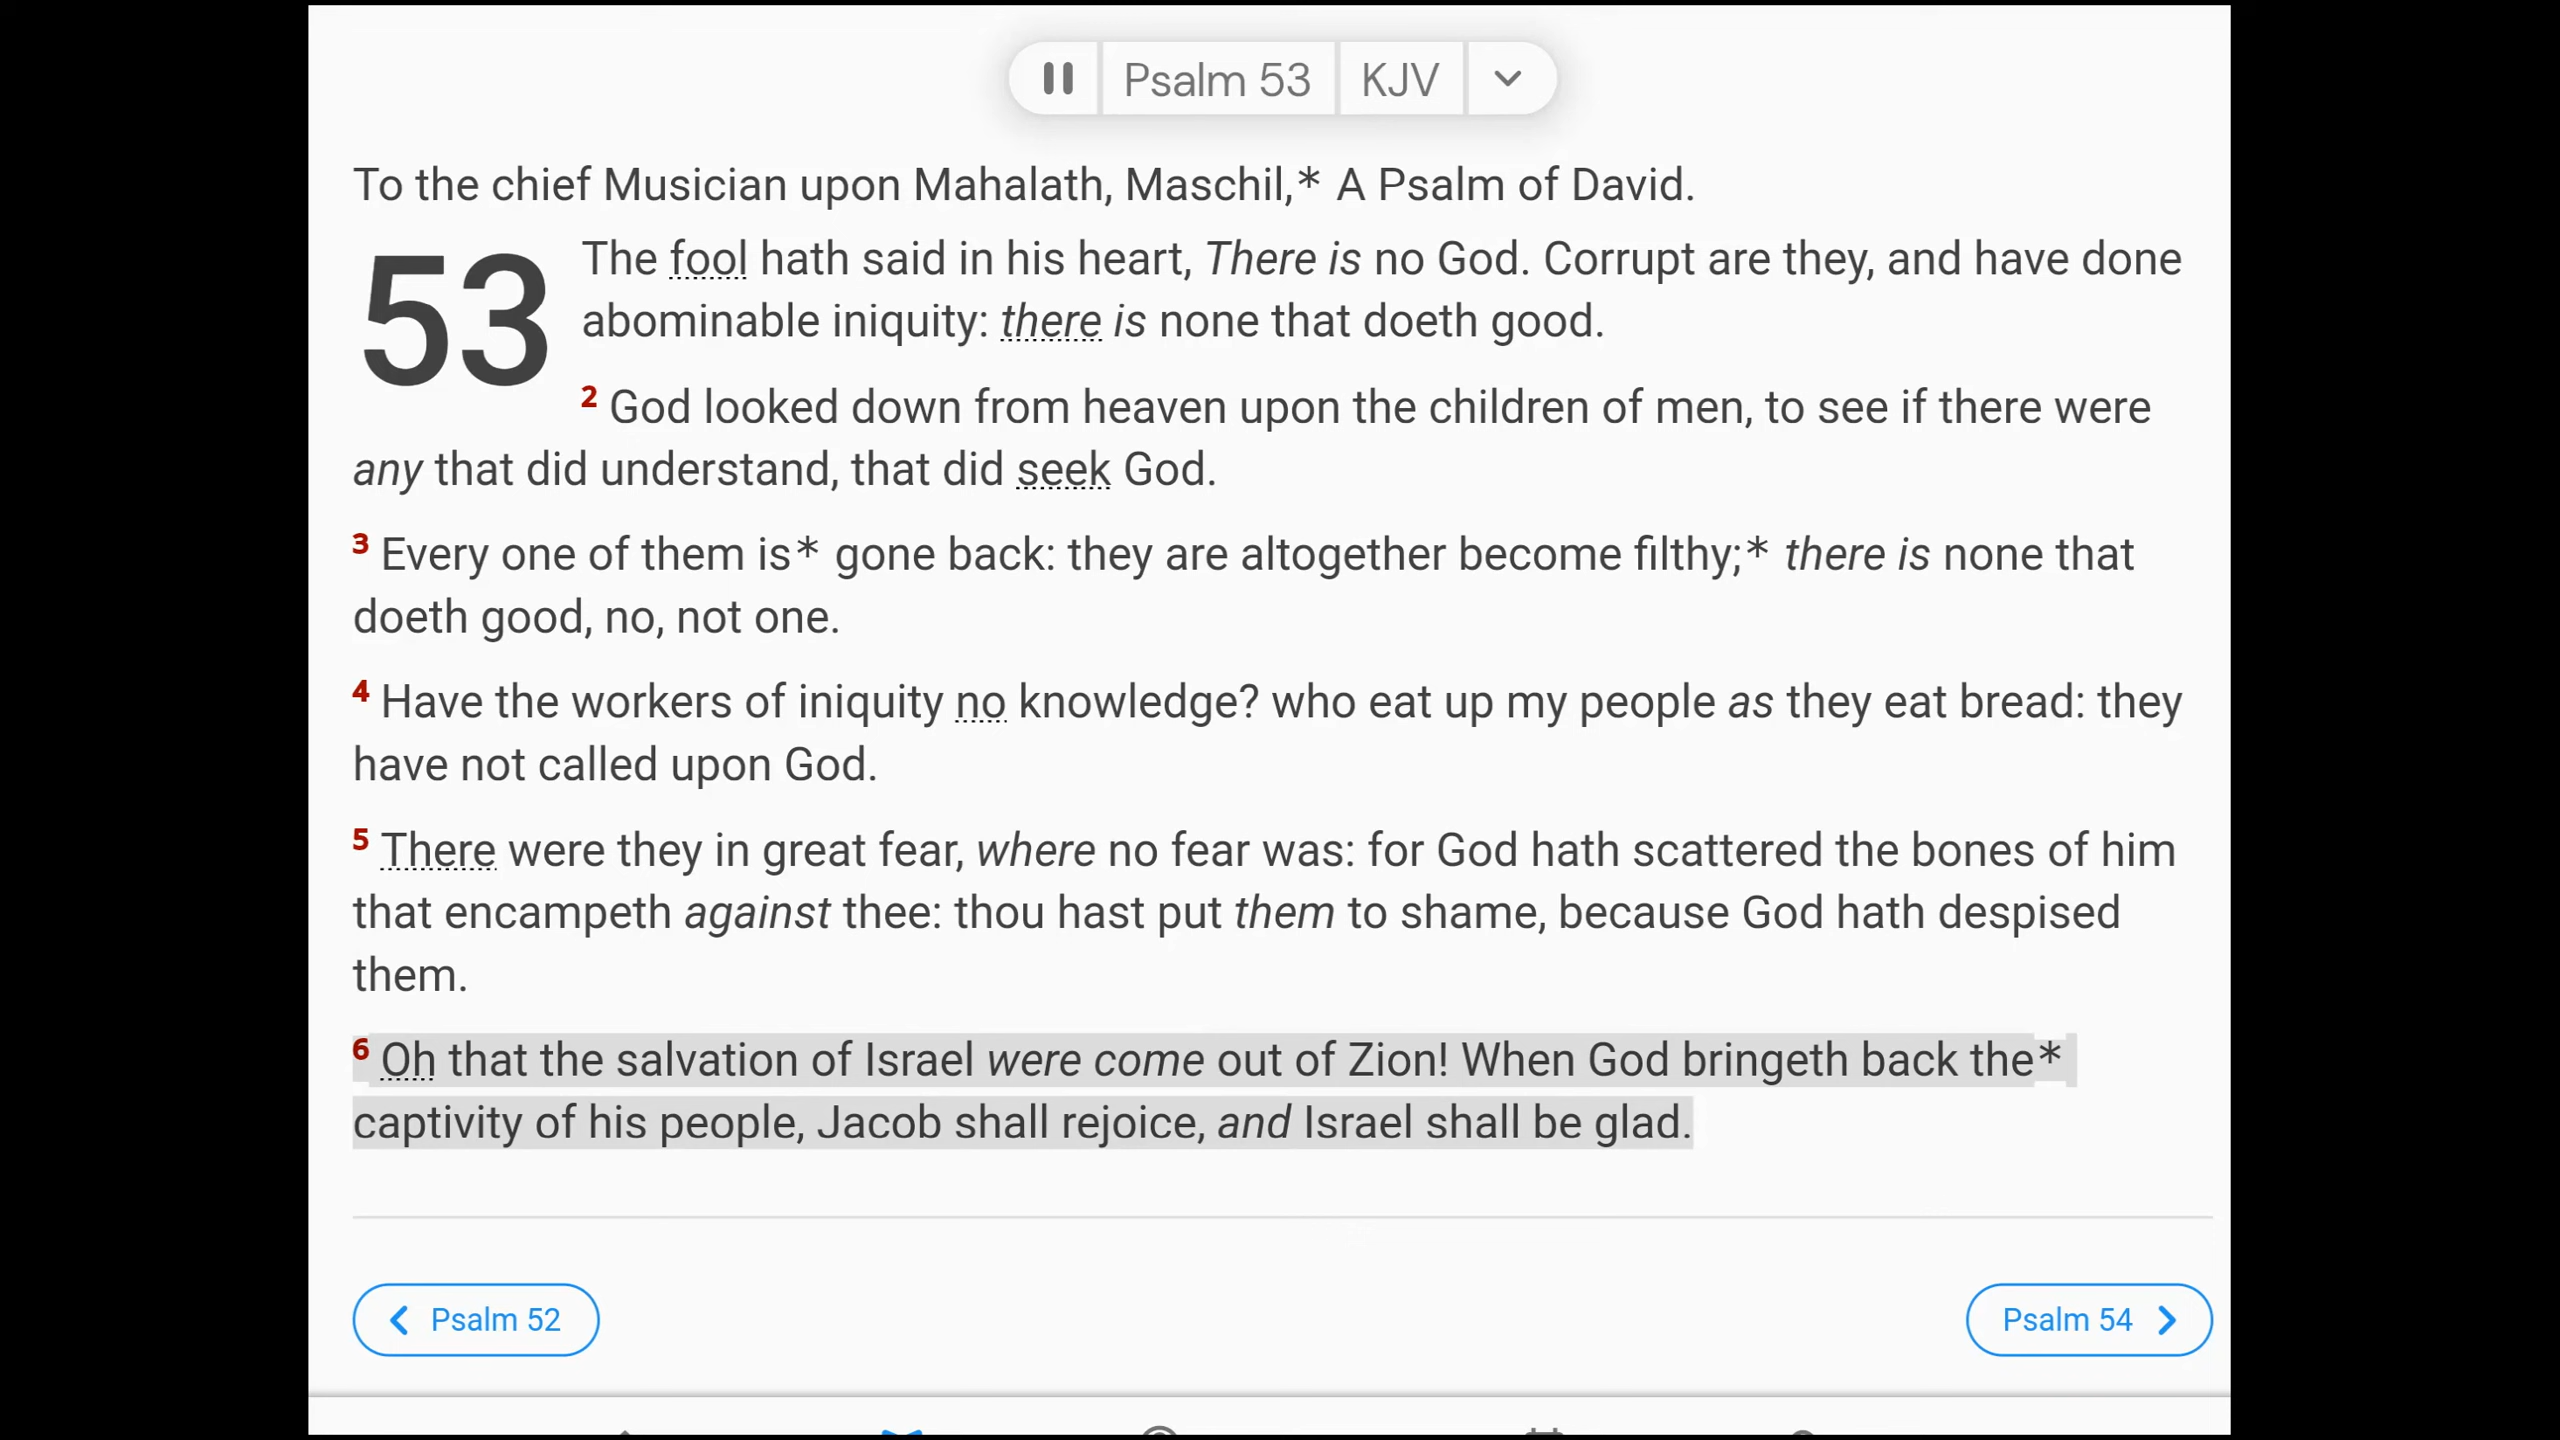 Psalm 53 KJV
To the chief Musician upon Mahalath, Maschil,* A Psalm of David.
53 The fool hath said in his heart, There is no God. Corrupt are they, and have done
abominable iniquity: there is none that doeth good.
2 God looked down from heaven upon the children of men, to see if there were
any that did understand, that did seek God.
3 Every one of them is* gone back: they are altogether become filthy;* there is none that
doeth good, no, not one.
4 Have the workers of iniquity no knowledge? who eat up my people as they eat bread: they
have not called upon God.
5 There were they in great fear, where no fear was: for God hath scattered the bones of him
that encampeth against thee: thou hast put them to shame, because God hath despised
them.
6 Oh that the salvation of Israel were come out of Zion! When God bringeth back the*
captivity of his people, Jacob shall rejoice, and Israel shall be glad.
Psalm 52
Psalm 54